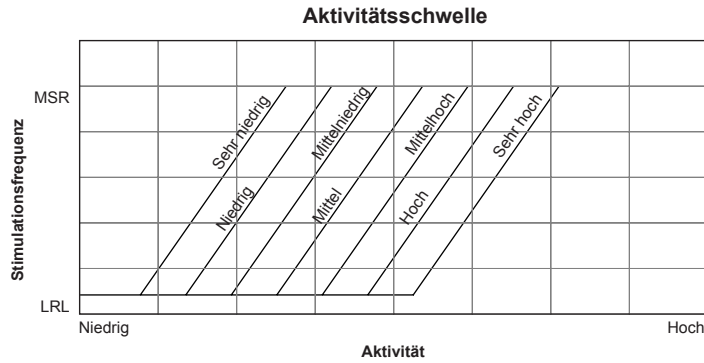 Aktivitätsschwelle
MSR
Stimulationsfrequenz
LRL
Sehr niedrig
Niedrig
Mittelniedrig
Mittel
Mittelhoch
Hoch
Sehr hoch
Niedrig
Hoch
Aktivität